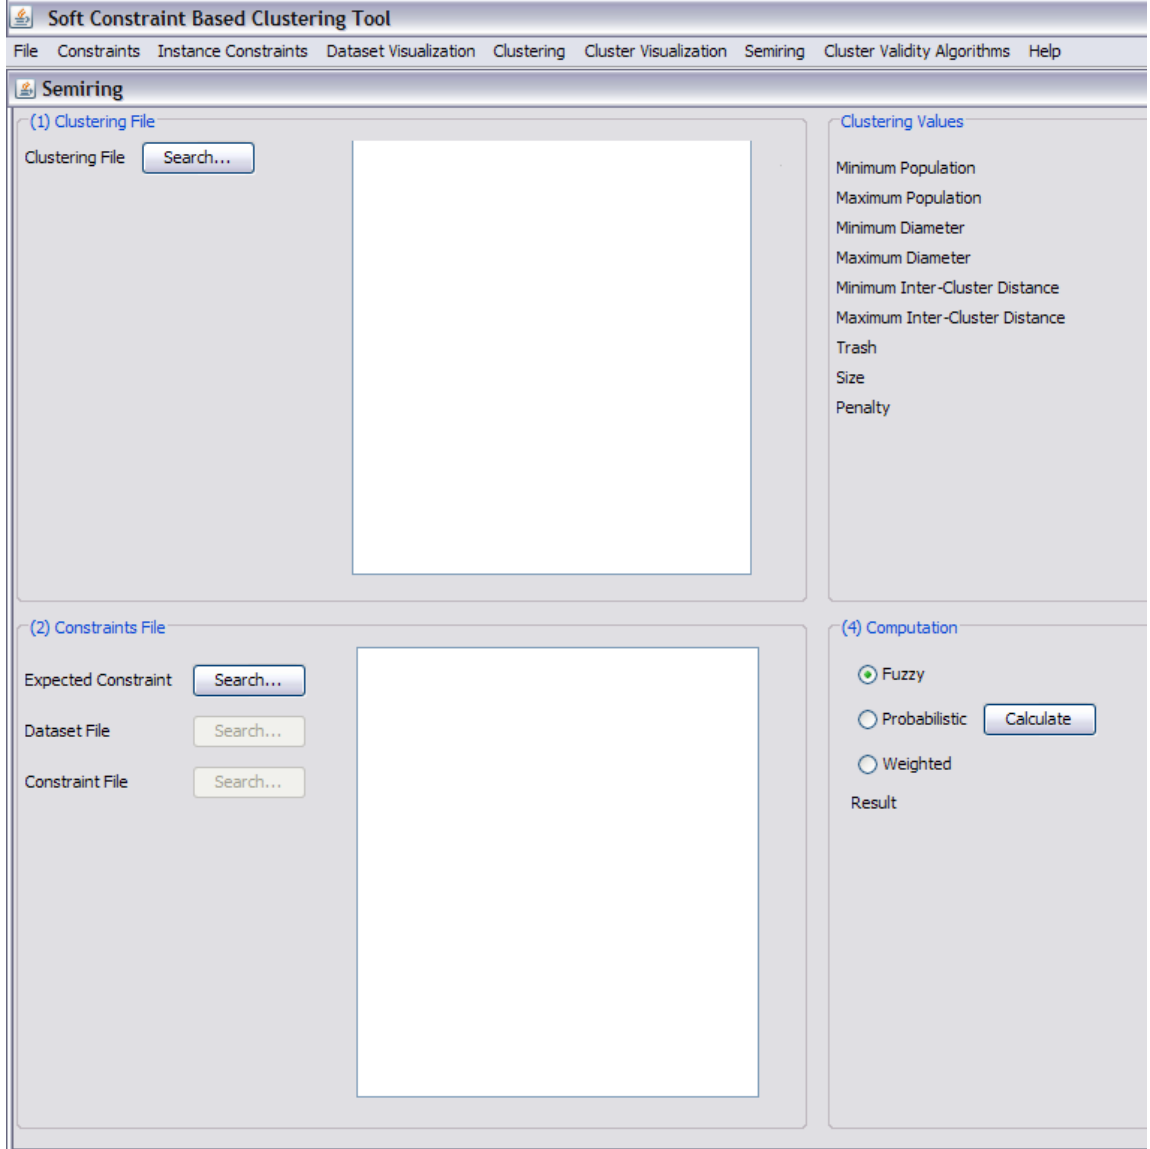 Soft Constraint Based Clustering Tool
File Constraints Instance Constraints Dataset Visualization Clustering Cluster Visualization Semiring Cluster Validity Algorithms Help
Semiring
(1) Clustering File
Clustering File Search...
Clustering Values
Minimum Population
Maximum Population
Minimum Diameter
Maximum Diameter
Minimum Inter-Cluster Distance
Maximum Inter-Cluster Distance
Trash
Size
Penalty
(2) Constraints File
Expected Constraint Search...
Dataset File Search...
Constraint File Search...
(4) Computation
Fuzzy
Probabilistic Calculate
Weighted
Result